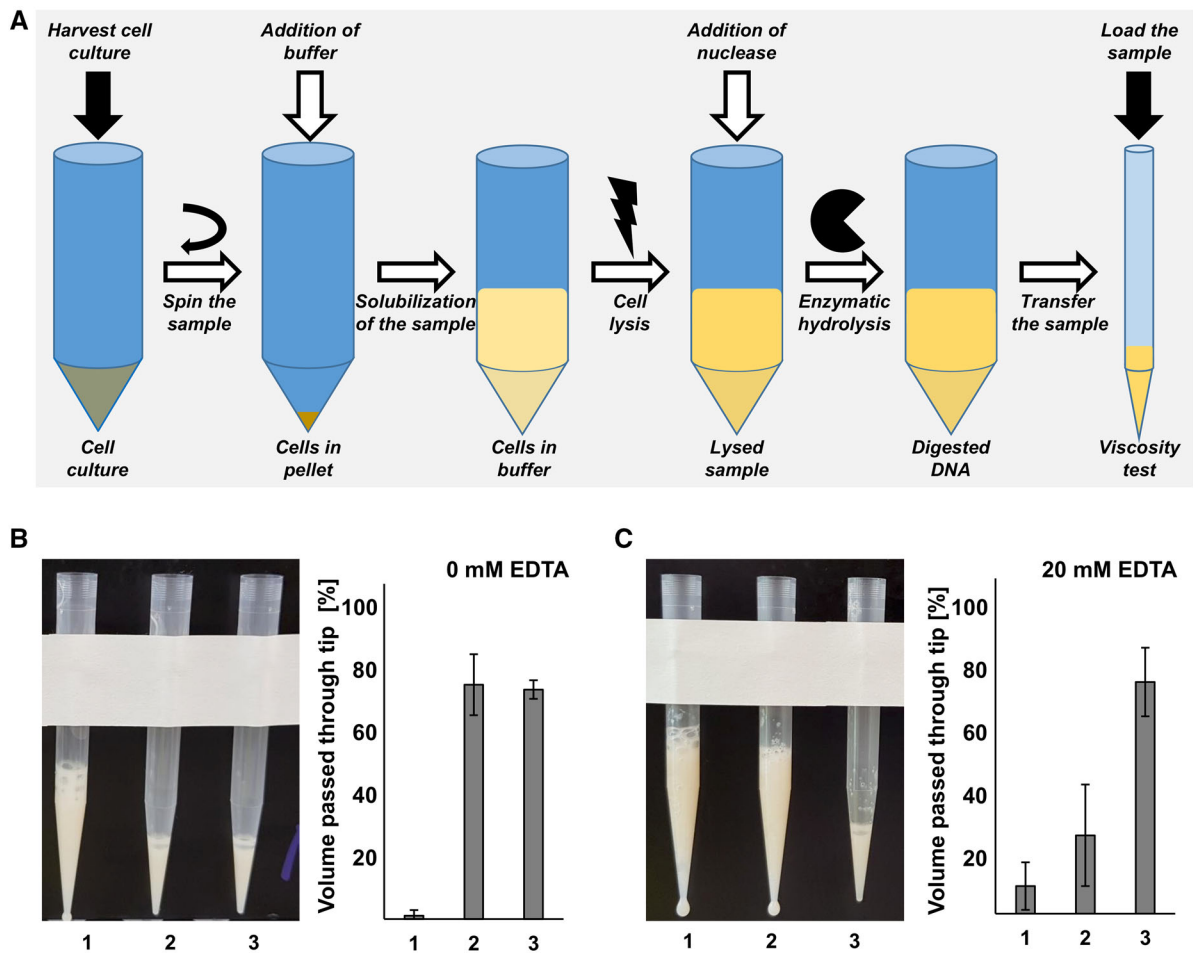 A
Harvest cell
culture
Addition of
buffer
Addition of
nuclease
Load the
sample
Spin the
sample
Solubilization
of the sample
Cell
lysis
Enzymatic
hydrolysis
Transfer
the sample
Cell
culture
Cells in
pellet
Cells in
buffer
Lysed
sample
Digested
DNA
Viscosity
test
B
0 mM EDTA
Volume passed through tip [%]
100
80
60
40
20
1 2 3
1 2 3
C
20 mM EDTA
Volume passed through tip [%]
100
80
60
40
20
1 2 3
1 2 3